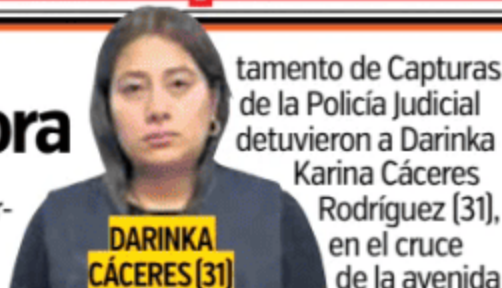 ora
r-
DARINKA
CÁCERES (31)
tamento de Capturas
de la Policía Judicial
detuvieron a Darinka
Karina Cáceres
Rodríguez (31),
en el cruce
de la avenida